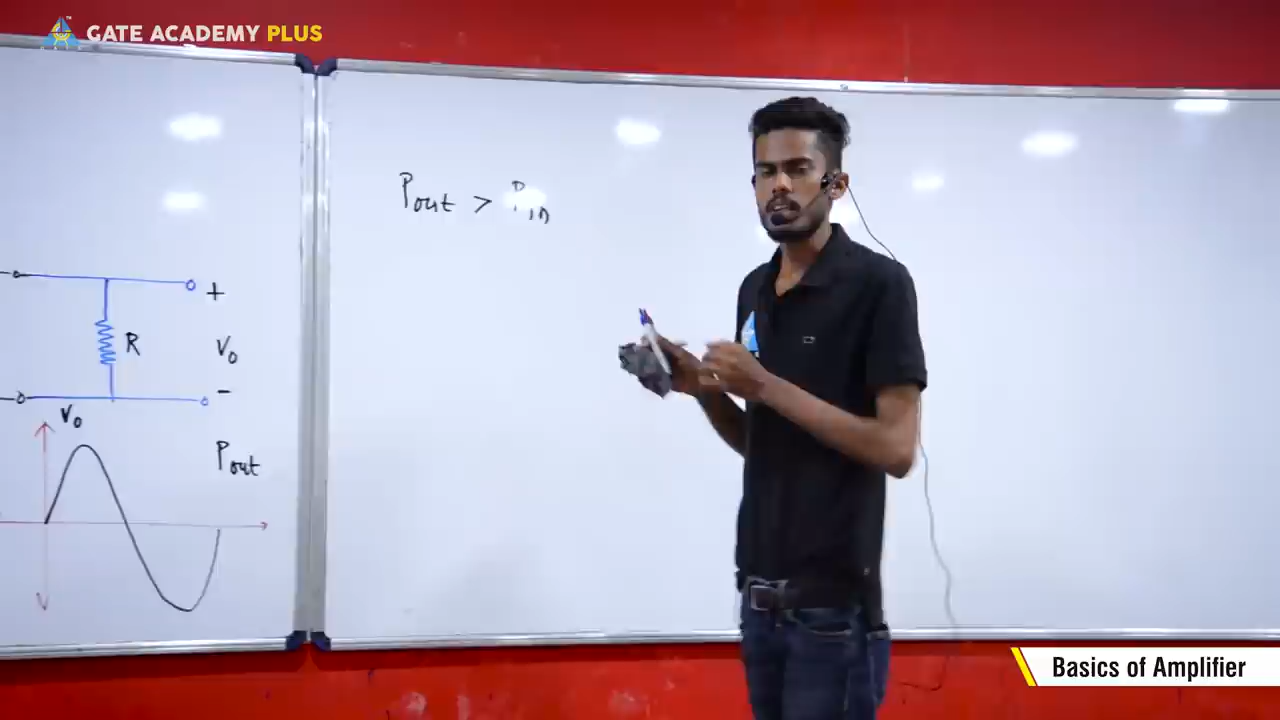 GATE ACADEMY PLUS
Pout > Pin
+
R
Vo
-
Vo
Pout
Basics of Amplifier